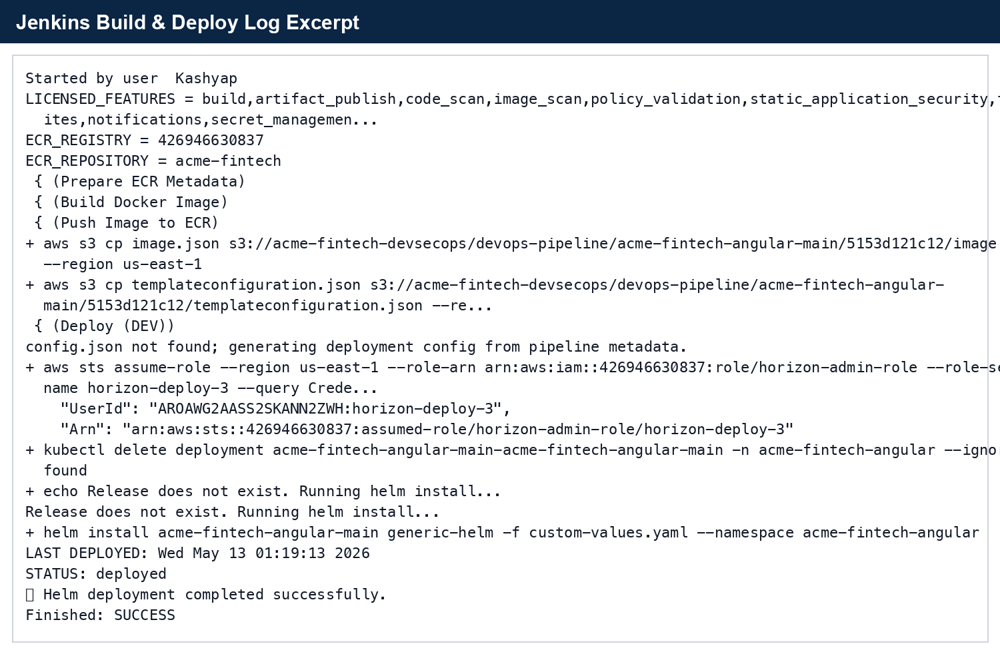 Jenkins Build & Deploy Log Excerpt
Started by user  Kashyap
LICENSED_FEATURES = build,artifact_publish,code_scan,image_scan,policy_validation,static_application_security,
ites,notifications,secret_managemen...
ECR_REGISTRY = 426946630837
ECR_REPOSITORY = acme-fintech
{ (Prepare ECR Metadata)
{ (Build Docker Image)
{ (Push Image to ECR)
+ aws s3 cp image.json s3://acme-fintech-devsecops/devops-pipeline/acme-fintech-angular-main/5153d121c12/image
--region us-east-1
+ aws s3 cp templateconfiguration.json s3://acme-fintech-devsecops/devops-pipeline/acme-fintech-angular-
main/5153d121c12/templateconfiguration.json --re...
{ (Deploy (DEV))
config.json not found; generating deployment config from pipeline metadata.
+ aws sts assume-role --region us-east-1 --role-arn arn:aws:iam::426946630837:role/horizon-admin-role --role-se
name horizon-deploy-3 --query Crede...
"UserId": "AROAWG2AASS2SKANN2ZWH:horizon-deploy-3",
"Arn": "arn:aws:sts::426946630837:assumed-role/horizon-admin-role/horizon-deploy-3"
+ kubectl delete deployment acme-fintech-angular-main-acme-fintech-angular-main -n acme-fintech-angular --ignor
found
+ echo Release does not exist. Running helm install...
Release does not exist. Running helm install...
+ helm install acme-fintech-angular-main generic-helm -f custom-values.yaml --namespace acme-fintech-angular
LAST DEPLOYED: Wed May 13 01:19:13 2026
STATUS: deployed
Helm deployment completed successfully.
Finished: SUCCESS